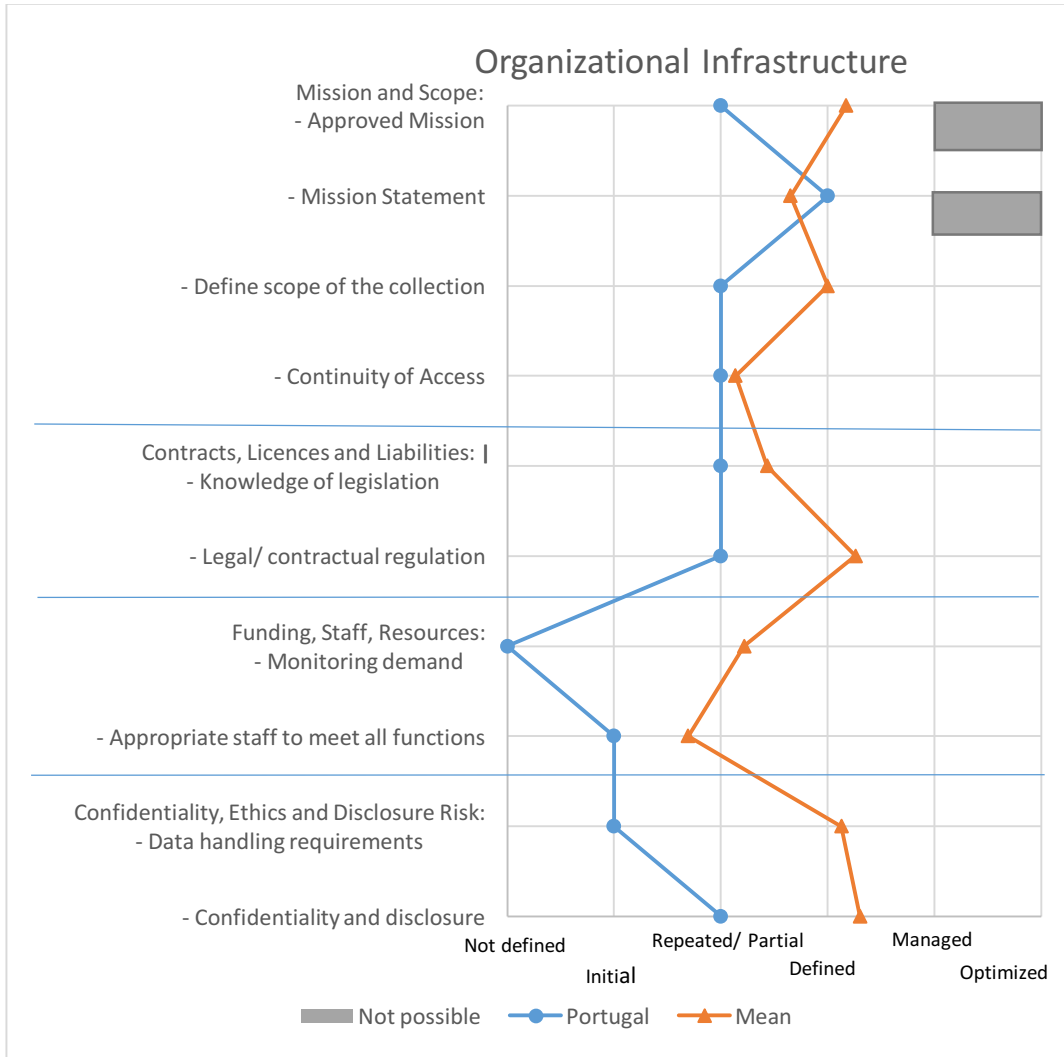 Organizational Infrastructure
Mission and Scope:
- Approved Mission
- Mission Statement
- Define scope of the collection
- Continuity of Access
Contracts, Licences and Liabilities: |
- Knowledge of legislation
- Legal/ contractual regulation
Funding, Staff, Resources:
- Monitoring demand
- Appropriate staff to meet all functions
Confidentiality, Ethics and Disclosure Risk:
- Data handling requirements
- Confidentiality and disclosure
Not defined
Initial
Repeated/ Partial
Defined
Managed
Optimized
Not possible
Portugal
Mean